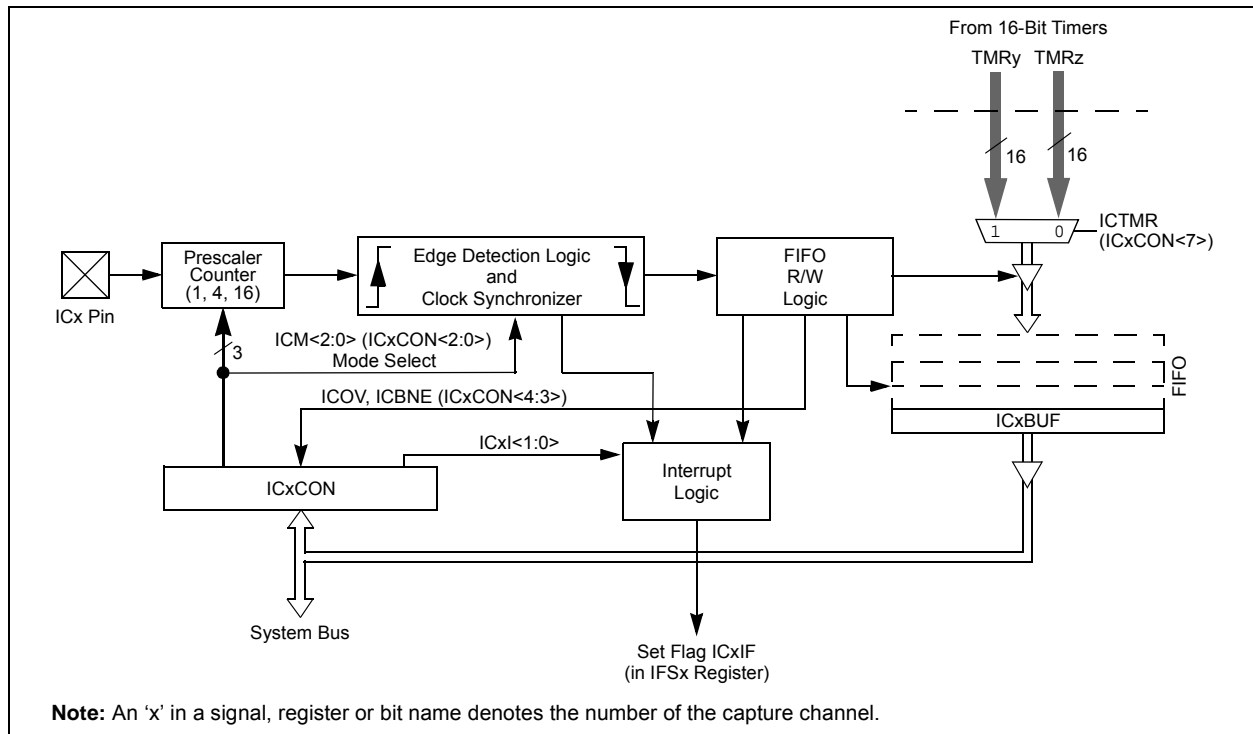 From 16-Bit Timers
TMRy TMRz
16 16
1 0
ICTMR
(ICxCON<7>)
Prescaler
Counter
(1, 4, 16)
Edge Detection Logic
and
Clock Synchronizer
FIFO
R/W
Logic
ICx Pin
3
ICM<2:0> (ICxCON<2:0>)
Mode Select
FIFO
ICOV, ICBNE (ICxCON<4:3>)
ICxBUF
ICxI<1:0>
Interrupt
Logic
ICxCON
System Bus
Set Flag ICxIF
(in IFSx Register)
Note: An ‘x’ in a signal, register or bit name denotes the number of the capture channel.